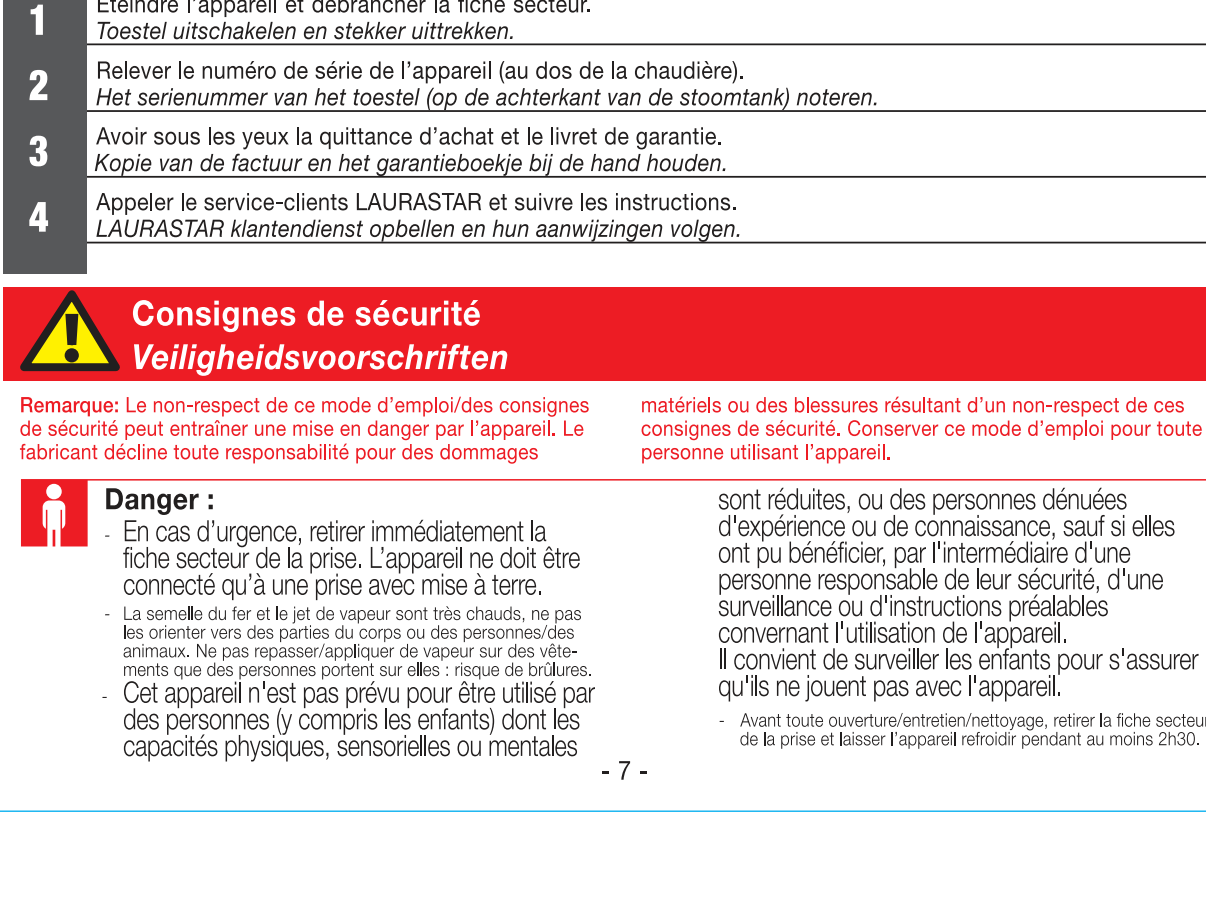 1
Eteindre l'appareil et débrancher la fiche secteur.
Toestel uitschakelen en stekker uittrekken.
2
Relever le numéro de série de l'appareil (au dos de la chaudière).
Het serienummer van het toestel (op de achterkant van de stoomtank) noteren.
3
Avoir sous les yeux la quittance d'achat et le livret de garantie.
Kopie van de factuur en het garantieboekje bij de hand houden.
4
Appeler le service-clients LAURASTAR et suivre les instructions.
LAURASTAR klantendienst opbellen en hun aanwijzingen volgen.
Consignes de sécurité
Veiligheidsvoorschriften
Remarque: Le non-respect de ce mode d'emploi/des consignes
de sécurité peut entraîner une mise en danger par l'appareil. Le
fabricant décline toute responsabilité pour des dommages
matériels ou des blessures résultant d'un non-respect de ces
consignes de sécurité. Conserver ce mode d'emploi pour toute
personne utilisant l'appareil.
Danger :
- En cas d'urgence, retirer immédiatement la
fiche secteur de la prise. L'appareil ne doit être
connecté qu'à une prise avec mise à terre.
- La semelle du fer et le jet de vapeur sont très chauds, ne pas
les orienter vers des parties du corps ou des personnes/des
animaux. Ne pas repasser/appliquer de vapeur sur des vête-
ments que des personnes portent sur elles : risque de brûlures.
- Cet appareil n'est pas prévu pour être utilisé par
des personnes (y compris les enfants) dont les
capacités physiques, sensorielles ou mentales
sont réduites, ou des personnes dénuées
d'expérience ou de connaissance, sauf si elles
ont pu bénéficier, par l'intermédiaire d'une
personne responsable de leur sécurité, d'une
surveillance ou d'instructions préalables
convernant l'utilisation de l'appareil.
Il convient de surveiller les enfants pour s'assurer
qu'ils ne jouent pas avec l'appareil.
- Avant toute ouverture/entretien/nettoyage, retirer la fiche secteur
de la prise et laisser l'appareil refroidir pendant au moins 2h30.
- 7 -